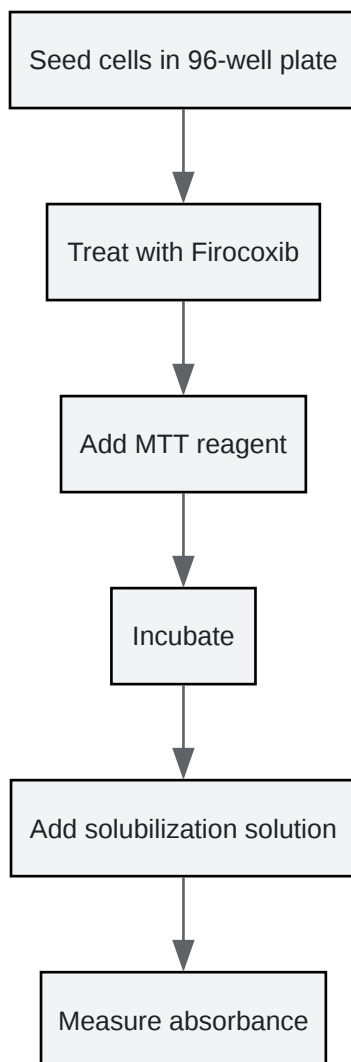 Seed cells in 96-well plate
Treat with Firocoxib
Add MTT reagent
Incubate
Add solubilization solution
Measure absorbance